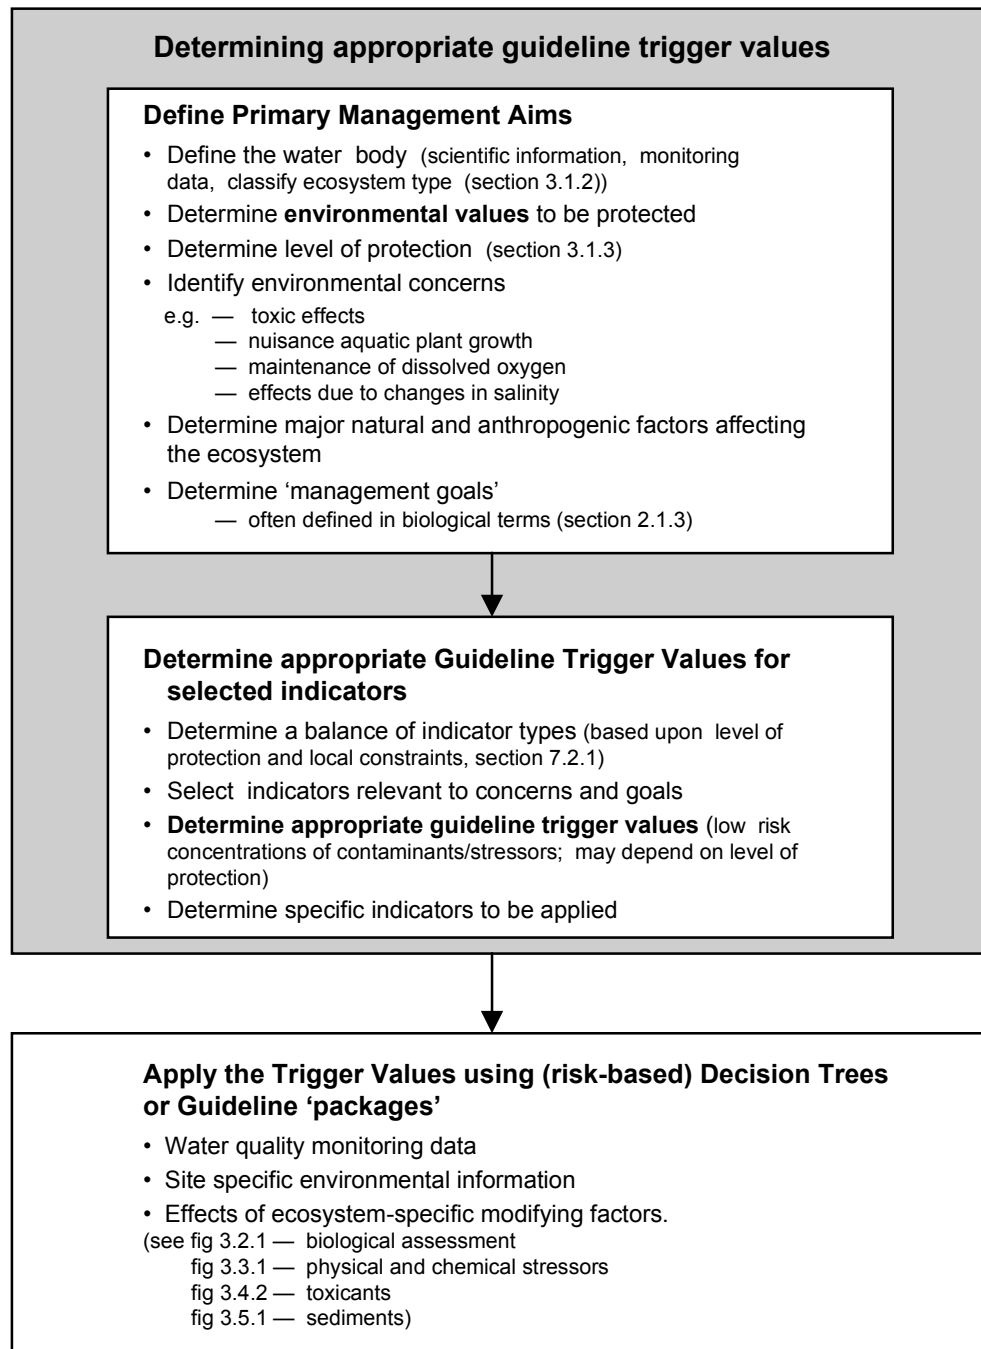 Determining appropriate guideline trigger values
Define Primary Management Aims
• Define the water body (scientific information, monitoring
data, classify ecosystem type (section 3.1.2))
• Determine environmental values to be protected
• Determine level of protection (section 3.1.3)
• Identify environmental concerns
e.g. — toxic effects
— nuisance aquatic plant growth
— maintenance of dissolved oxygen
— effects due to changes in salinity
• Determine major natural and anthropogenic factors affecting
the ecosystem
• Determine ‘management goals’
— often defined in biological terms (section 2.1.3)
Determine appropriate Guideline Trigger Values for
selected indicators
• Determine a balance of indicator types (based upon level of
protection and local constraints, section 7.2.1)
• Select indicators relevant to concerns and goals
• Determine appropriate guideline trigger values (low risk
concentrations of contaminants/stressors; may depend on level of
protection)
• Determine specific indicators to be applied
Apply the Trigger Values using (risk-based) Decision Trees
or Guideline ‘packages’
• Water quality monitoring data
• Site specific environmental information
• Effects of ecosystem-specific modifying factors.
(see fig 3.2.1 — biological assessment
fig 3.3.1 — physical and chemical stressors
fig 3.4.2 — toxicants
fig 3.5.1 — sediments)